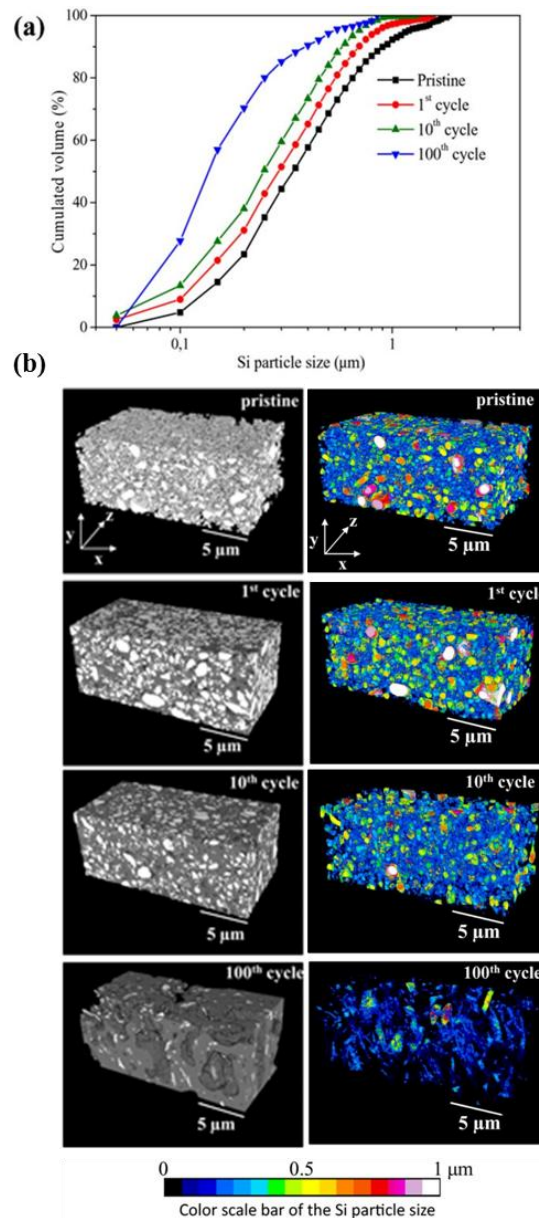 (a)
100
80
60
40
20
0
Cumulated volume (%)
Pristine
1st cycle
10th cycle
100th cycle
0,1
1
Si particle size (μm)
(b)
pristine
pristine
y
z
x
5 μm
y
z
x
5 μm
1st cycle
1st cycle
5 μm
5 μm
10th cycle
10th cycle
5 μm
5 μm
100th cycle
100th cycle
5 μm
5 μm
0
0.5
1 μm
Color scale bar of the Si particle size